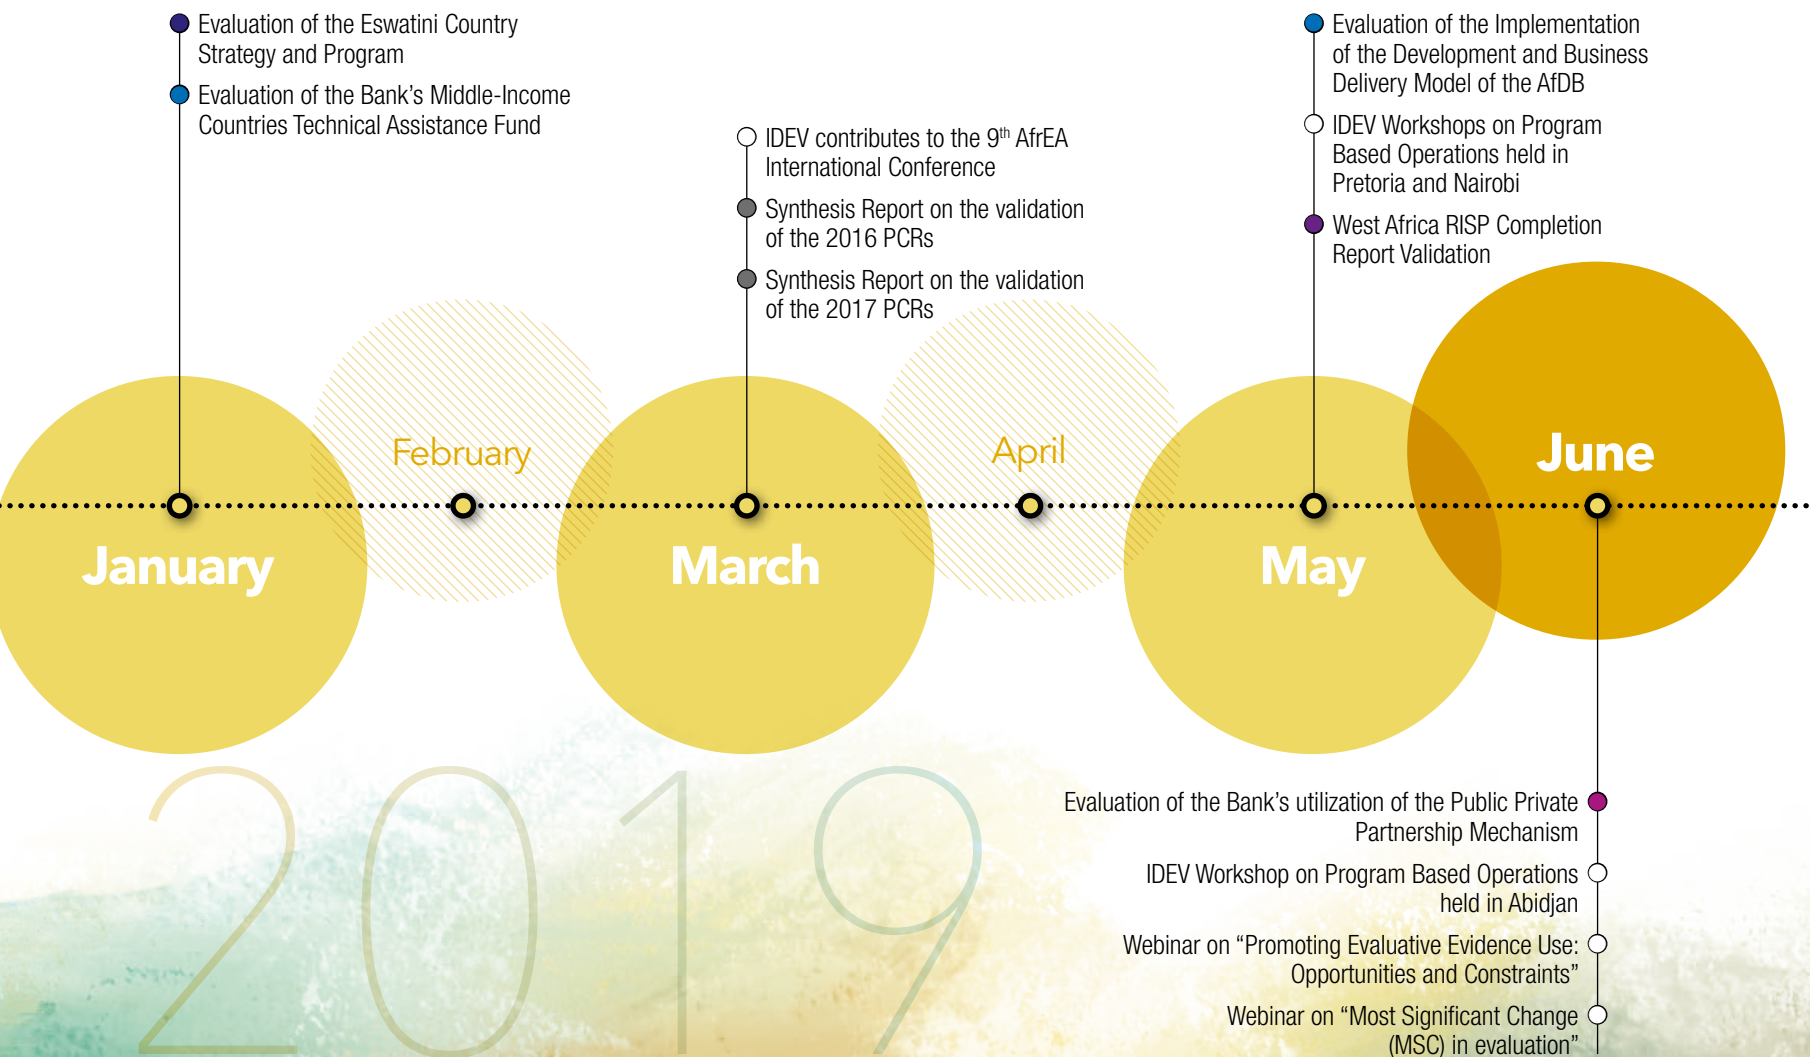 Evaluation of the Eswatini Country
Strategy and Program
Evaluation of the Bank’s Middle-Income
Countries Technical Assistance Fund
IDEV contributes to the 9th AfrEA
International Conference
Synthesis Report on the validation
of the 2016 PCRs
Synthesis Report on the validation
of the 2017 PCRs
Evaluation of the Implementation
of the Development and Business
Delivery Model of the AfDB
IDEV Workshops on Program
Based Operations held in
Pretoria and Nairobi
West Africa RISP Completion
Report Validation
January
February
March
April
May
June
2019
Evaluation of the Bank’s utilization of the Public Private
Partnership Mechanism
IDEV Workshop on Program Based Operations
held in Abidjan
Webinar on “Promoting Evaluative Evidence Use:
Opportunities and Constraints”
Webinar on “Most Significant Change
(MSC) in evaluation”